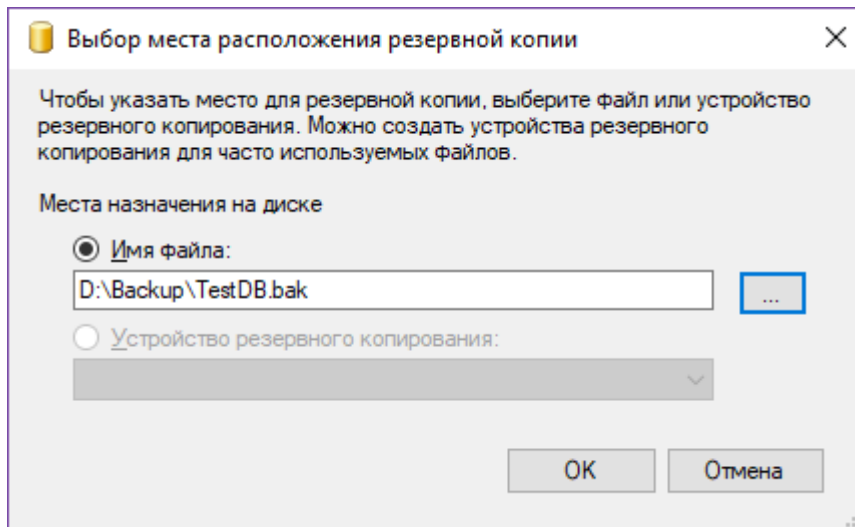 Выбор места расположения резервной копии
Чтобы указать место для резервной копии, выберите файл или устройство
резервного копирования. Можно создать устройства резервного
копирования для часто используемых файлов.
Места назначения на диске
Имя файла:
D:\Backup\TestDB.bak
...
Устройство резервного копирования:
OK
Отмена